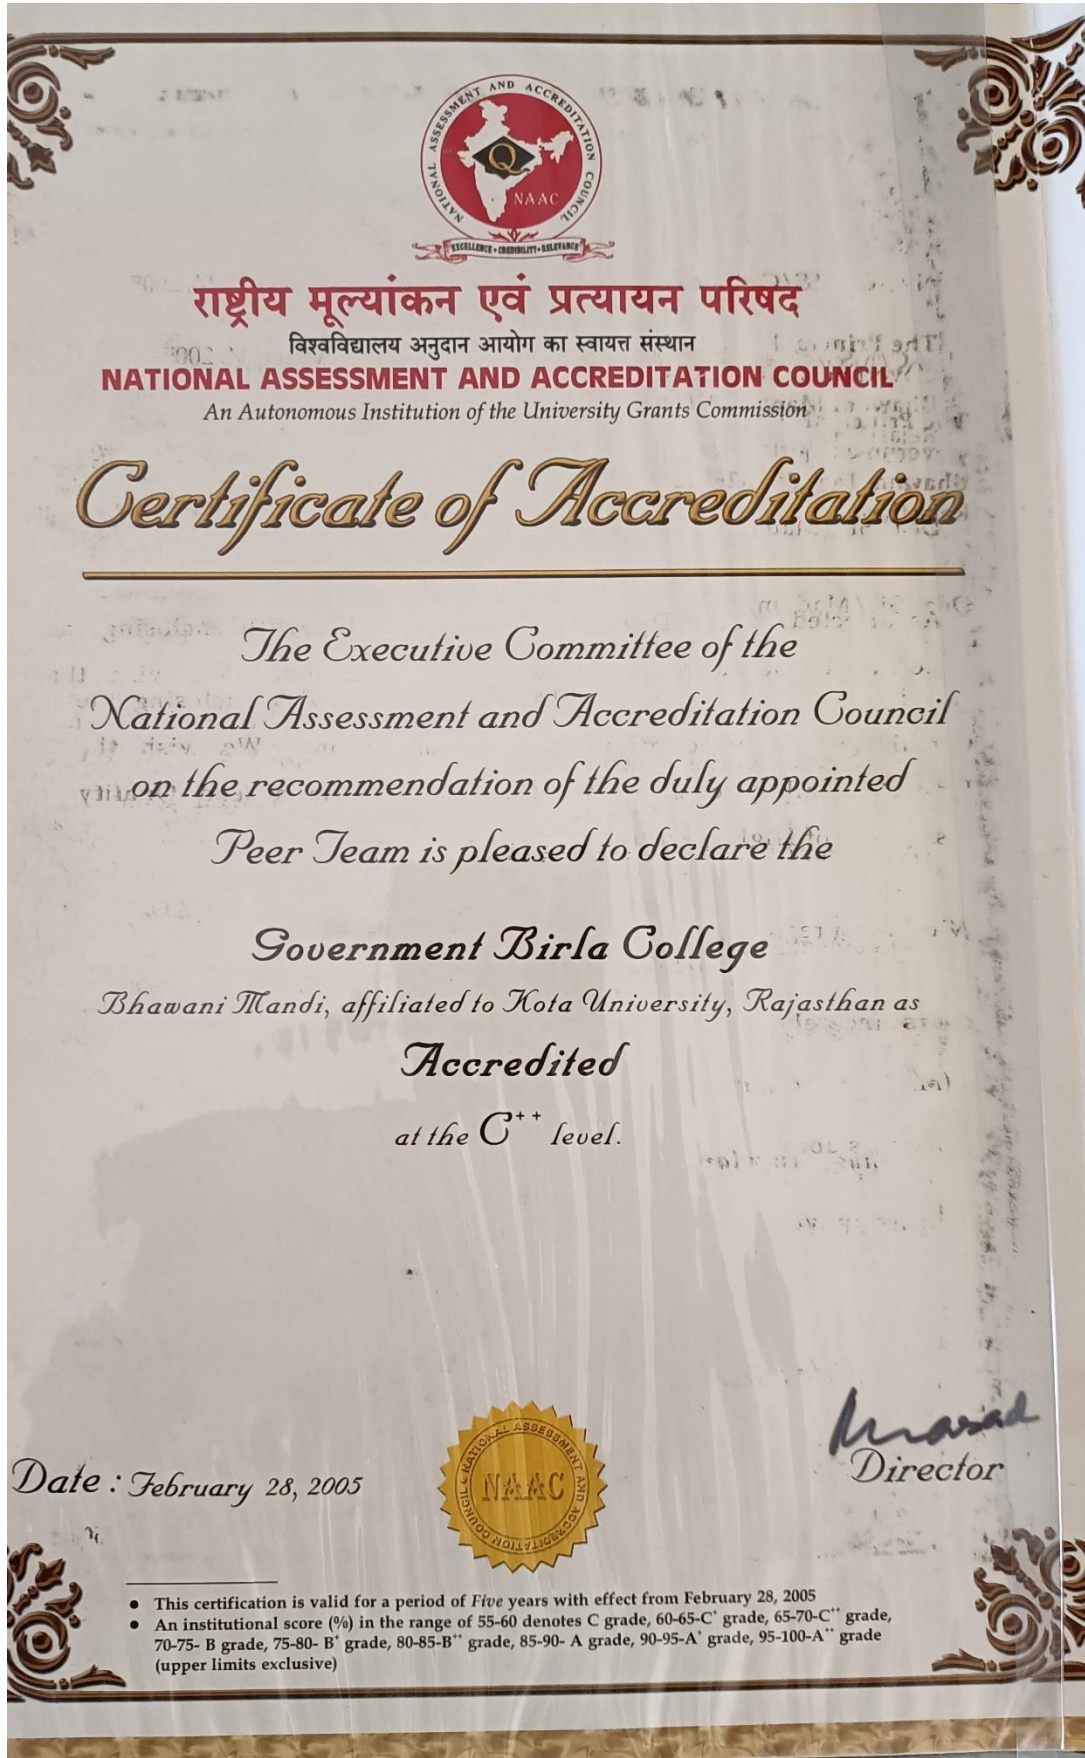 NATIONAL ASSESSMENT AND ACCREDITATION COUNCIL
Q
NAAC
EXCELLENCE • CREDIBILITY • RELEVANCE
राष्ट्रीय मूल्यांकन एवं प्रत्यायन परिषद
विश्वविद्यालय अनुदान आयोग का स्वायत्त संस्थान
NATIONAL ASSESSMENT AND ACCREDITATION COUNCIL
An Autonomous Institution of the University Grants Commission
Certificate of Accreditation
The Executive Committee of the
National Assessment and Accreditation Council
on the recommendation of the duly appointed
Peer Team is pleased to declare the
Government Birla College
Bhawani Mandi, affiliated to Kota University, Rajasthan as
Accredited
at the C⁺⁺ level.
Director
Date : February 28, 2005
NATIONAL ASSESSMENT AND ACCREDITATION COUNCIL
NAAC
• This certification is valid for a period of Five years with effect from February 28, 2005
• An institutional score (%) in the range of 55-60 denotes C grade, 60-65-C⁺ grade, 65-70-C⁺⁺ grade,
70-75- B grade, 75-80- B⁺ grade, 80-85-B⁺⁺ grade, 85-90- A grade, 90-95-A⁺ grade, 95-100-A⁺⁺ grade
(upper limits exclusive)